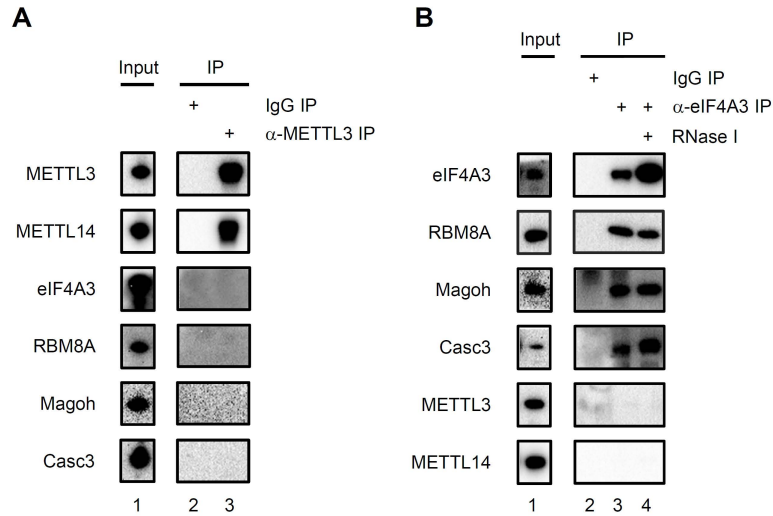 A
Input IP
+ IgG IP
+ α-METTL3 IP
METTL3
METTL14
eIF4A3
RBM8A
Magoh
Casc3
1 2 3
B
Input IP
+ IgG IP
+ + α-eIF4A3 IP
+ RNase I
eIF4A3
RBM8A
Magoh
Casc3
METTL3
METTL14
1 2 3 4